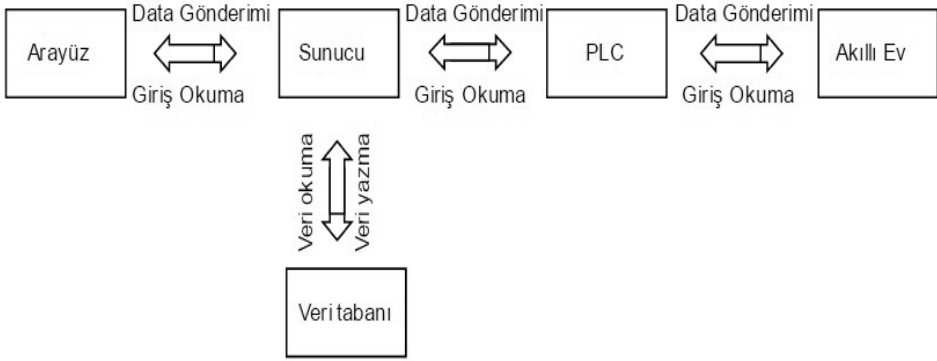 Data Gönderimi
Data Gönderimi
Data Gönderimi
Arayüz
Sunucu
PLC
Akıllı Ev
Giriş Okuma
Giriş Okuma
Giriş Okuma
Veri okuma
Veri yazma
Veri tabanı